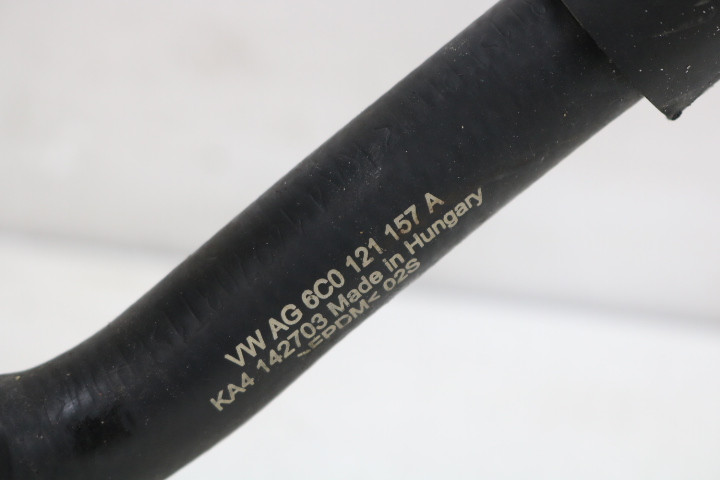 VW AG 6C0 121 157 A
KA4 142703 Made in Hungary
>EPDM< 02S